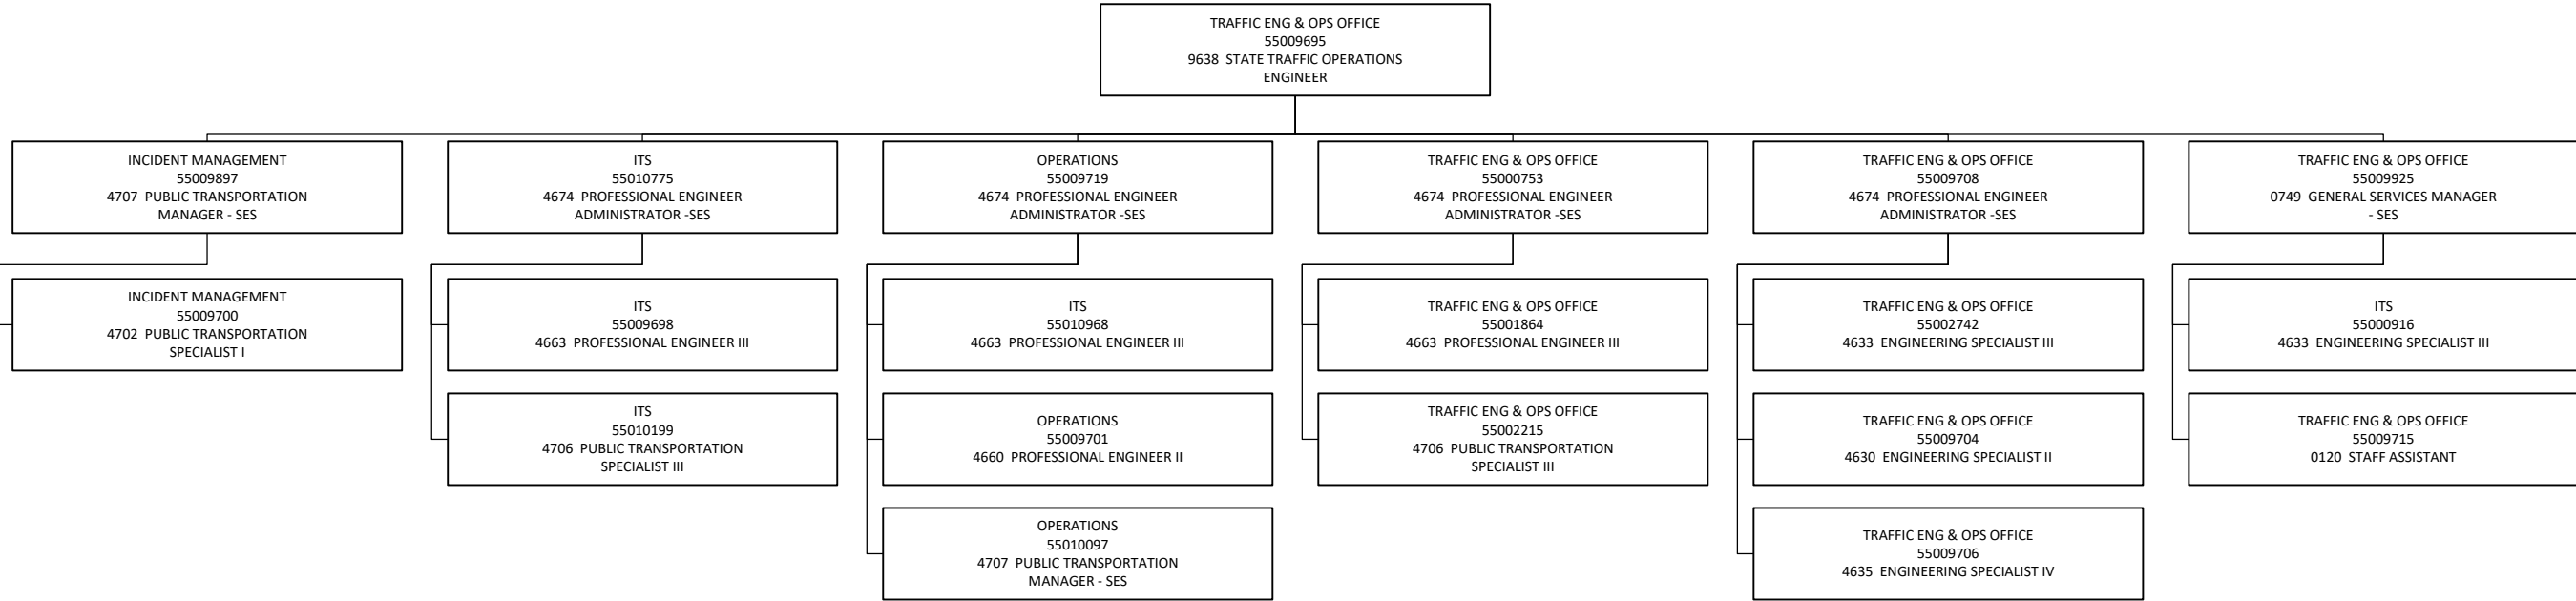 TRAFFIC ENG & OPS OFFICE
55009695
9638 STATE TRAFFIC OPERATIONS
ENGINEER
INCIDENT MANAGEMENT
55009897
4707 PUBLIC TRANSPORTATION
MANAGER - SES
ITS
55010775
4674 PROFESSIONAL ENGINEER
ADMINISTRATOR -SES
OPERATIONS
55009719
4674 PROFESSIONAL ENGINEER
ADMINISTRATOR -SES
TRAFFIC ENG & OPS OFFICE
55000753
4674 PROFESSIONAL ENGINEER
ADMINISTRATOR -SES
TRAFFIC ENG & OPS OFFICE
55009708
4674 PROFESSIONAL ENGINEER
ADMINISTRATOR -SES
TRAFFIC ENG & OPS OFFICE
55009925
0749 GENERAL SERVICES MANAGER
- SES
INCIDENT MANAGEMENT
55009700
4702 PUBLIC TRANSPORTATION
SPECIALIST I
ITS
55009698
4663 PROFESSIONAL ENGINEER III
ITS
55010968
4663 PROFESSIONAL ENGINEER III
TRAFFIC ENG & OPS OFFICE
55001864
4663 PROFESSIONAL ENGINEER III
TRAFFIC ENG & OPS OFFICE
55002742
4633 ENGINEERING SPECIALIST III
ITS
55000916
4633 ENGINEERING SPECIALIST III
ITS
55010199
4706 PUBLIC TRANSPORTATION
SPECIALIST III
OPERATIONS
55009701
4660 PROFESSIONAL ENGINEER II
TRAFFIC ENG & OPS OFFICE
55002215
4706 PUBLIC TRANSPORTATION
SPECIALIST III
TRAFFIC ENG & OPS OFFICE
55009704
4630 ENGINEERING SPECIALIST II
TRAFFIC ENG & OPS OFFICE
55009715
0120 STAFF ASSISTANT
OPERATIONS
55010097
4707 PUBLIC TRANSPORTATION
MANAGER - SES
TRAFFIC ENG & OPS OFFICE
55009706
4635 ENGINEERING SPECIALIST IV